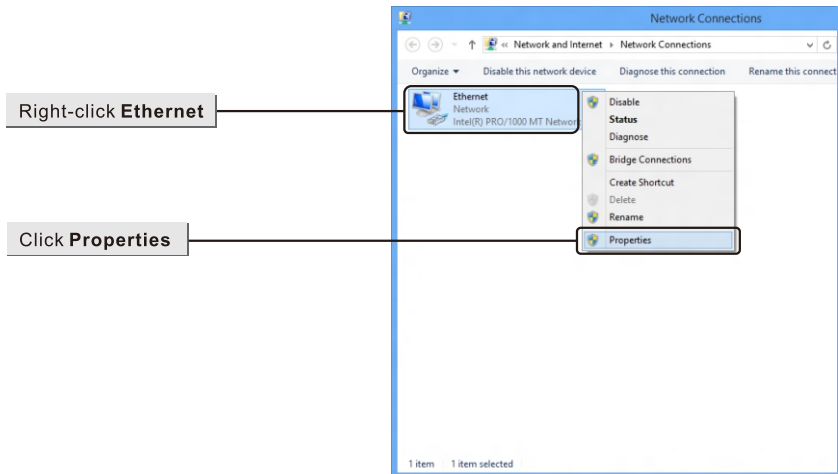 Network Connections
« Network and Internet ▸ Network Connections
Organize ▾ Disable this network device Diagnose this connection Rename this connect
Right-click Ethernet
Ethernet
Network
Intel(R) PRO/1000 MT Network
Disable
Status
Diagnose
Bridge Connections
Create Shortcut
Delete
Rename
Click Properties
Properties
1 item 1 item selected